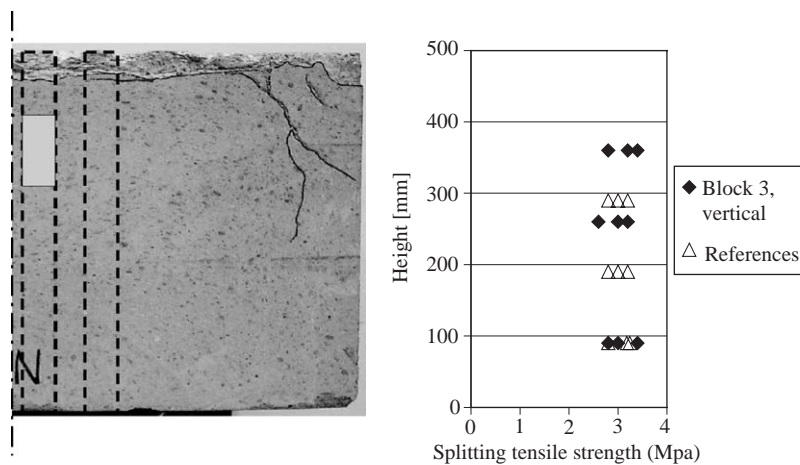 N
500
400
300
200
100
0
0 1 2 3 4
Height [mm]
Splitting tensile strength (Mpa)
Block 3,
vertical
References